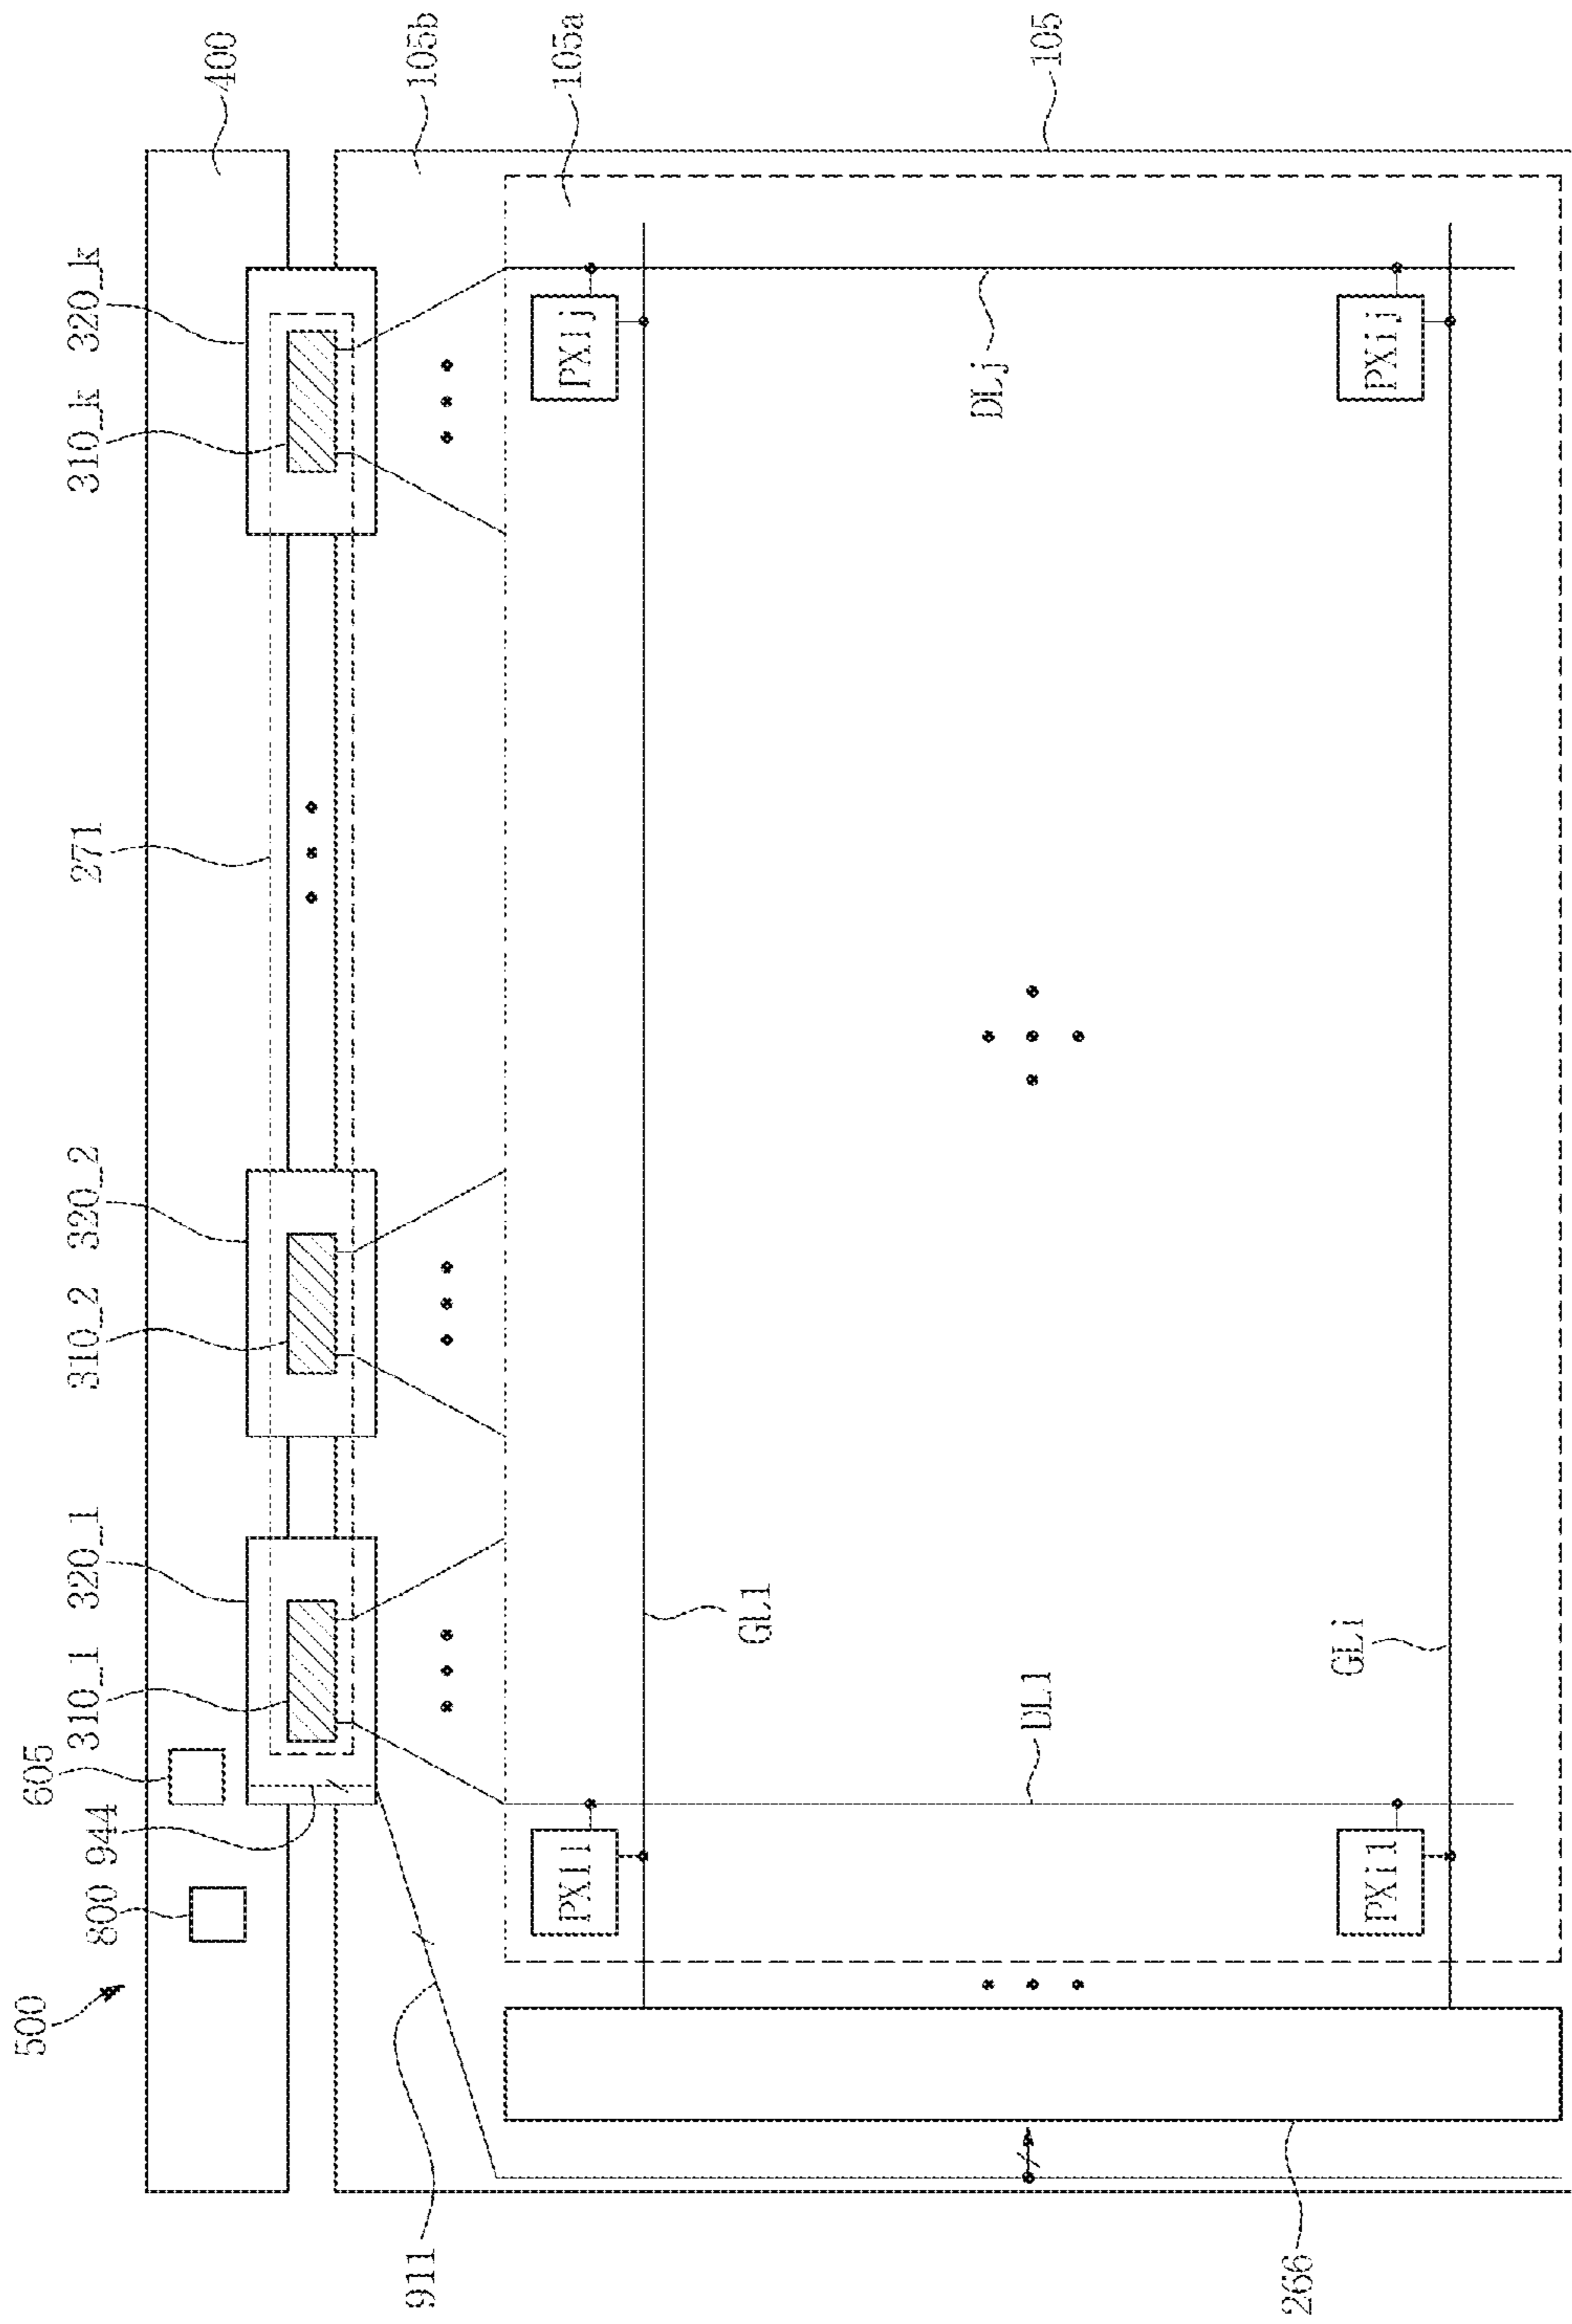 500
605
800
944
310_1
320_1
310_2
320_2
271
310_k
320_k
400
911
105b
105a
PX11
PX1j
GL1
DL1
DLj
105
266
GLi
PXi1
PXij